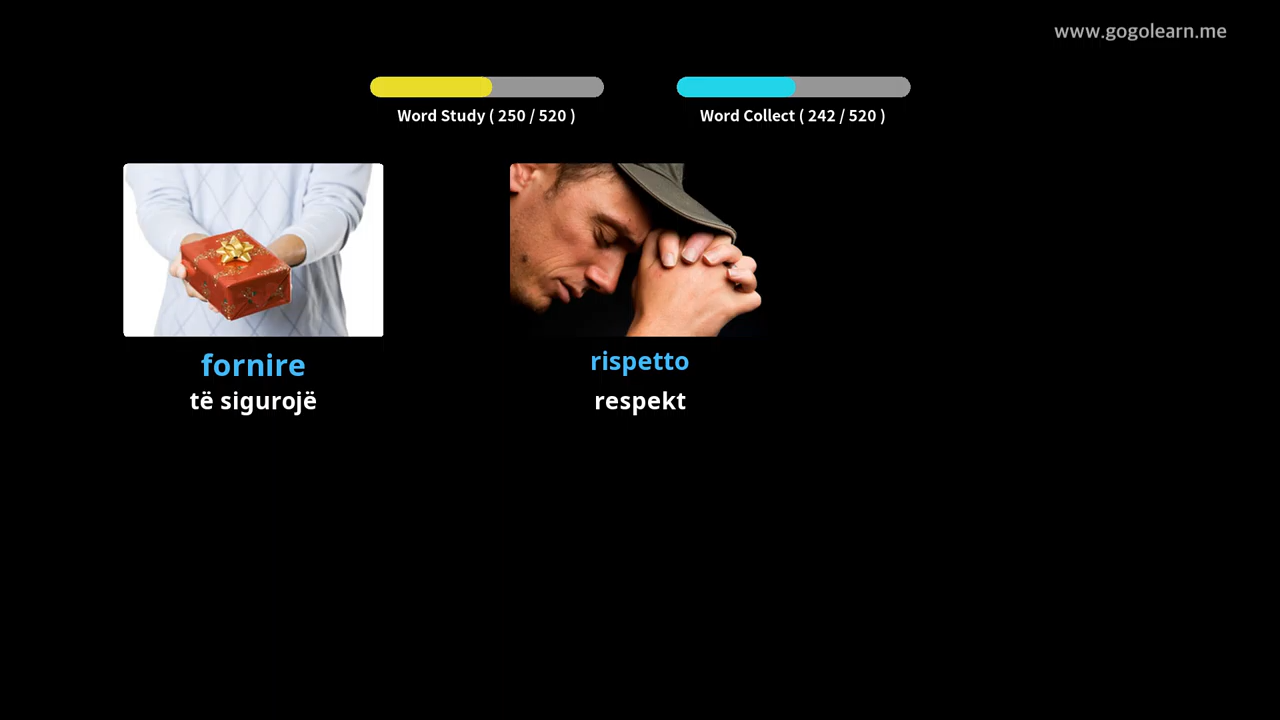 www.gogolearn.me
Word Study ( 250 / 520 )
Word Collect ( 242 / 520 )
fornire
të sigurojë
rispetto
respekt